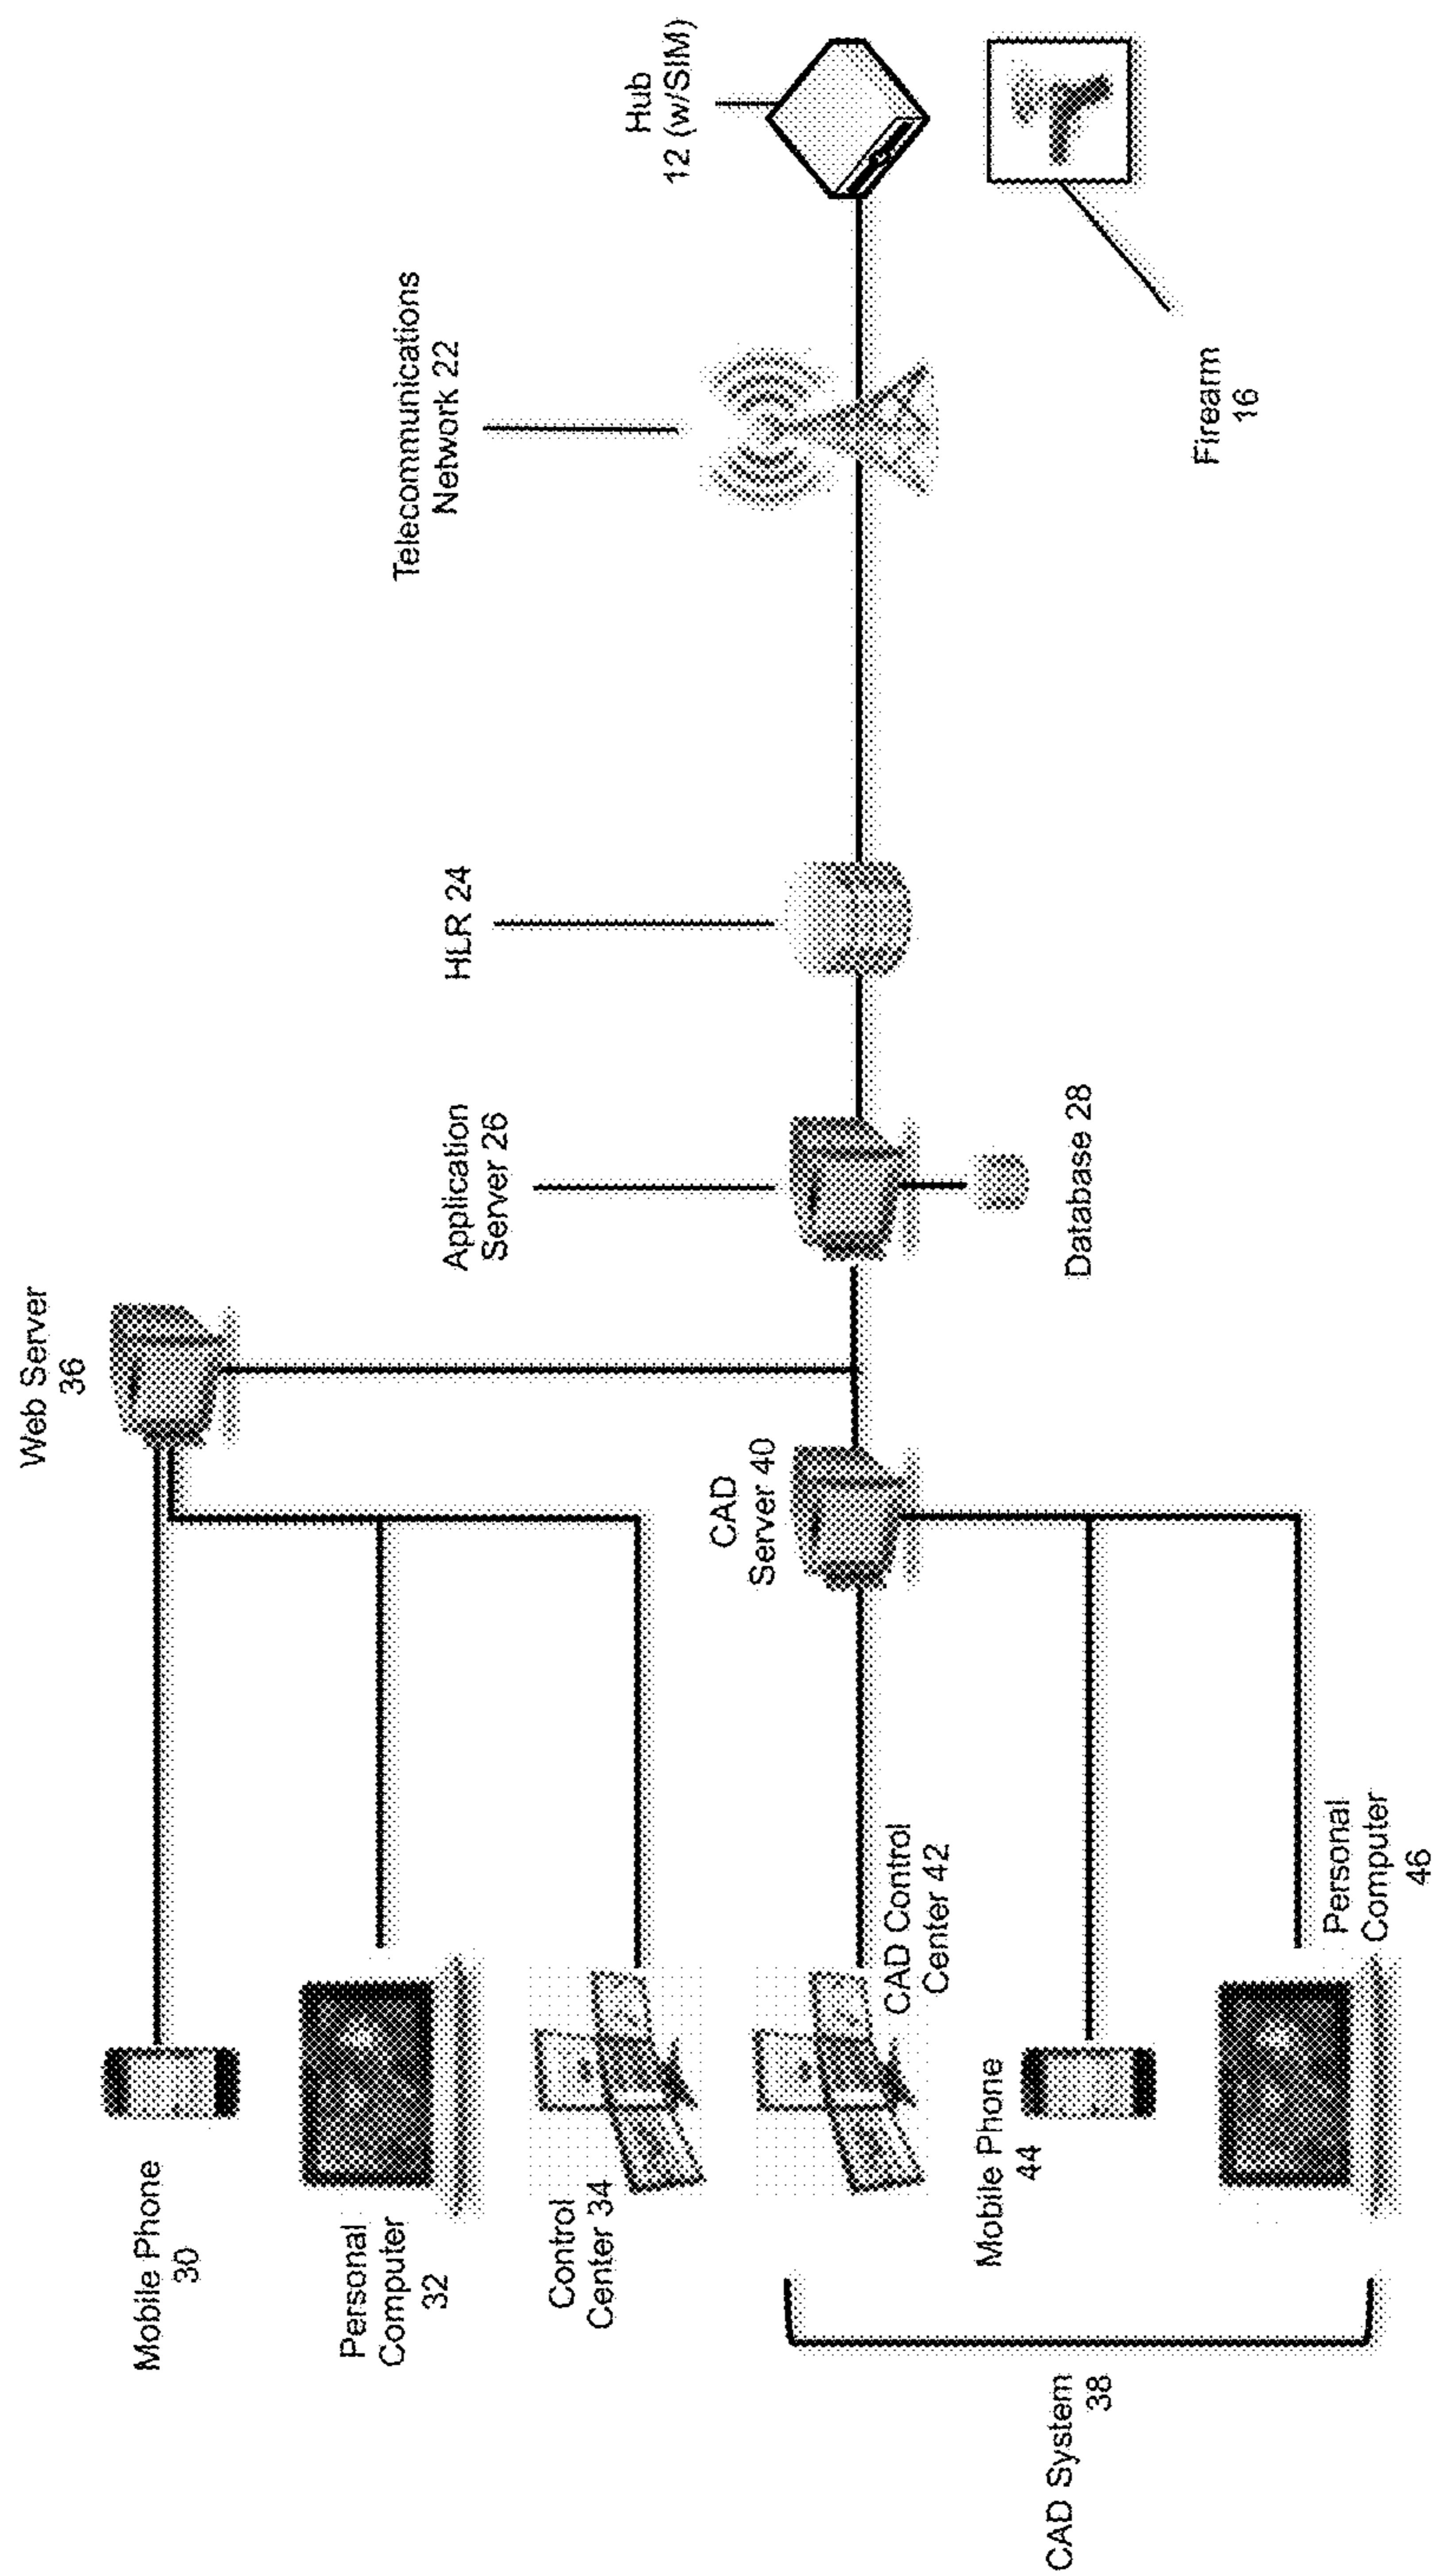 Mobile Phone
30
Personal
Computer
32
Control
Center 34
CAD System
38
Mobile Phone
44
CAD Control
Center 42
Personal
Computer
46
Web Server
36
CAD
Server 40
Application
Server 26
Database 28
HLR 24
Telecommunications
Network 22
Hub
12 (w/SIM)
Firearm
16